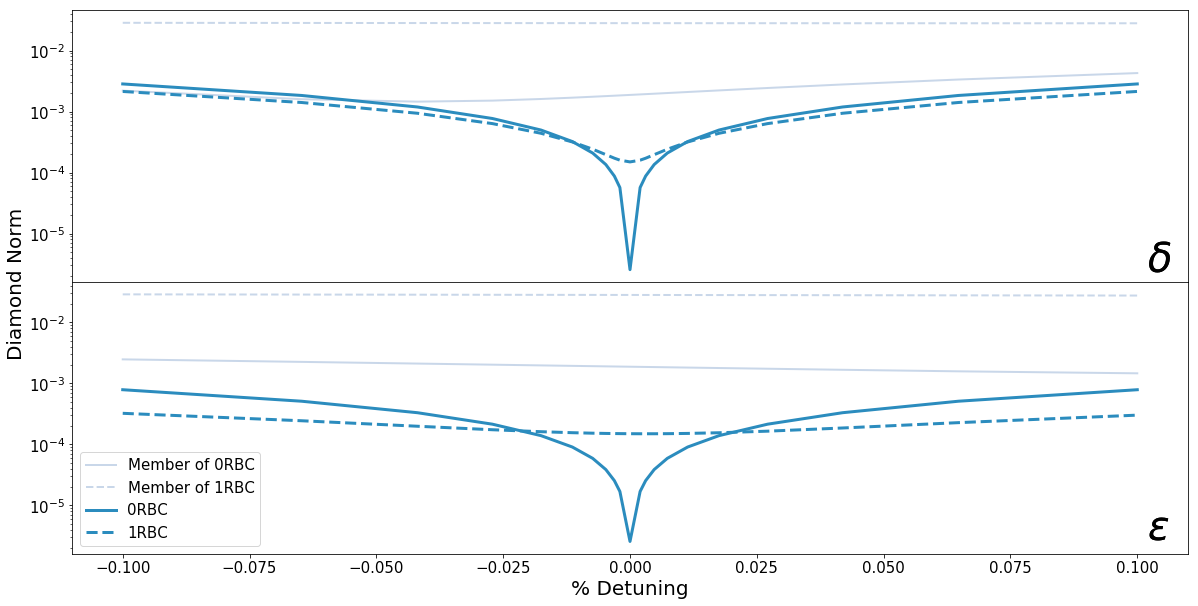 10⁻²
10⁻³
10⁻⁴
10⁻⁵
δ
Diamond Norm
10⁻²
10⁻³
10⁻⁴
10⁻⁵
Member of 0RBC
Member of 1RBC
0RBC
1RBC
ε
−0.100 −0.075 −0.050 −0.025 0.000 0.025 0.050 0.075 0.100
% Detuning